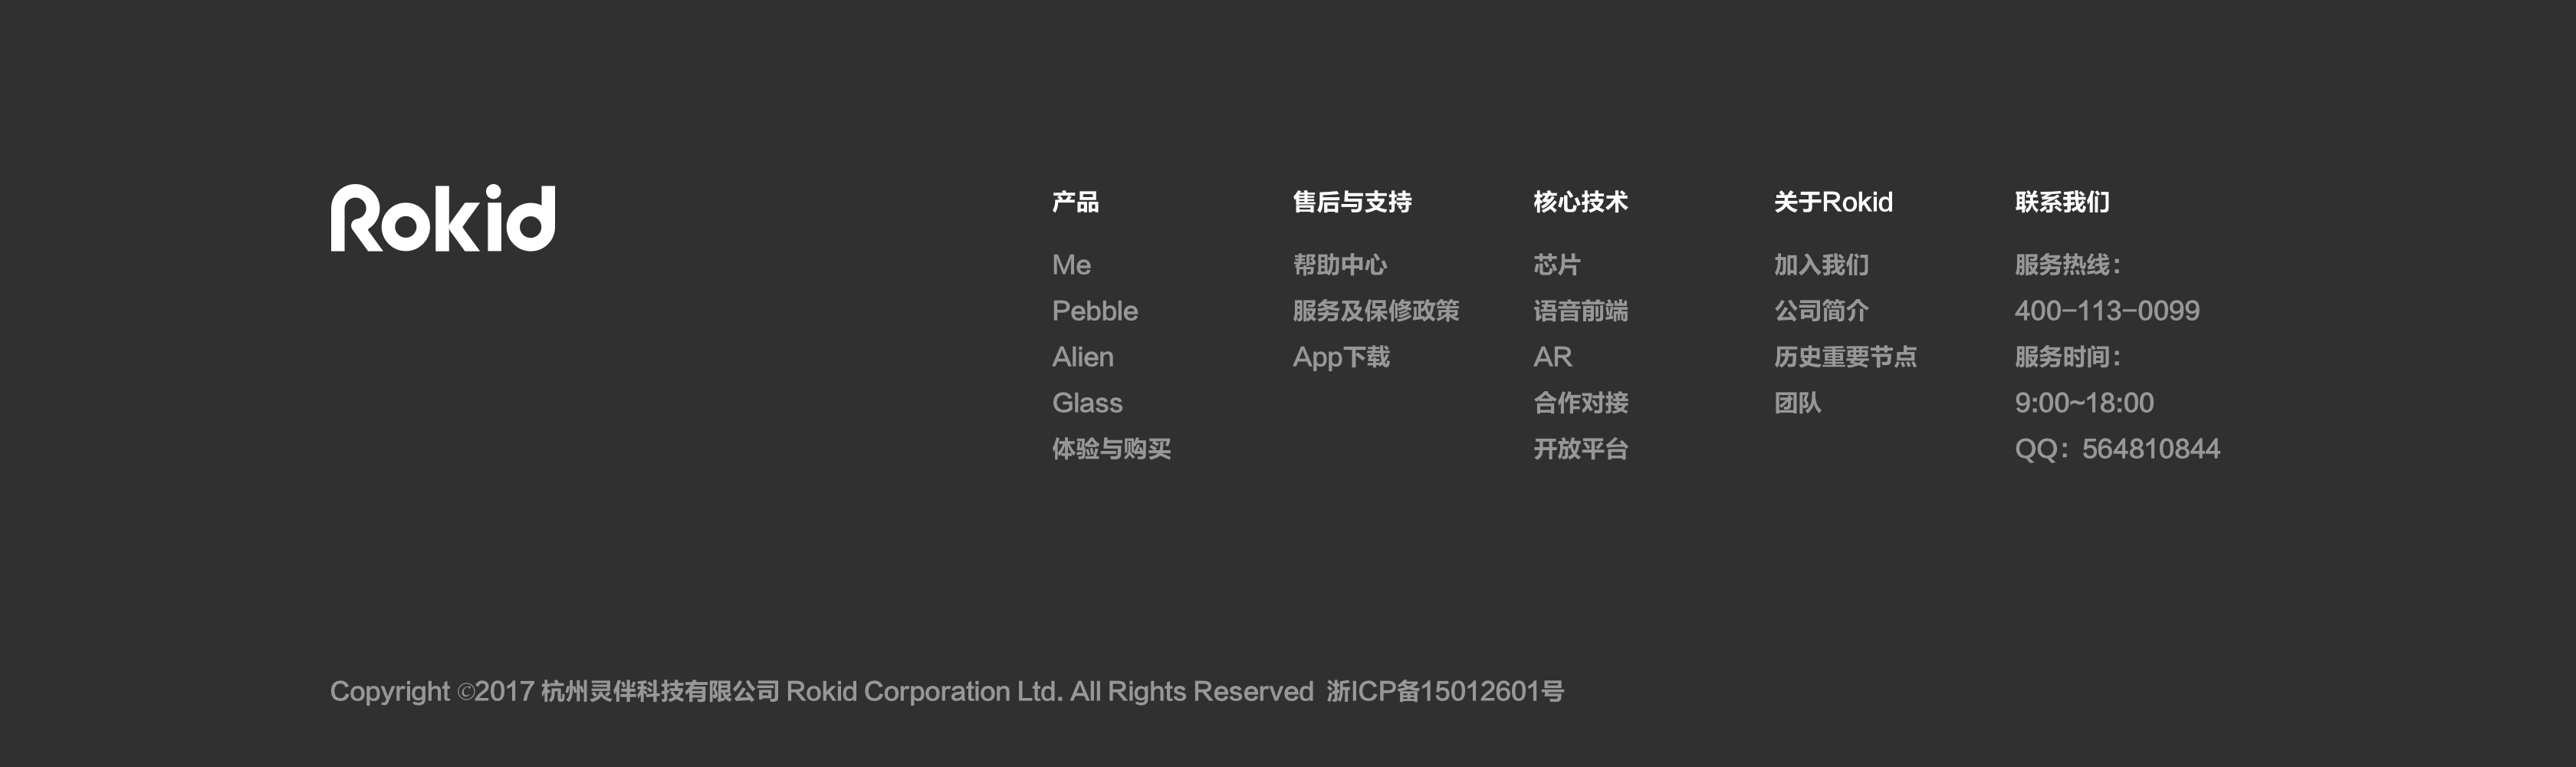 Rokid
产品
Me
Pebble
Alien
Glass
体验与购买
售后与支持
帮助中心
服务及保修政策
App下载
核心技术
芯片
语音前端
AR
合作对接
开放平台
关于Rokid
加入我们
公司简介
历史重要节点
团队
联系我们
服务热线：
400-113-0099
服务时间：
9:00~18:00
QQ：564810844
Copyright ©2017 杭州灵伴科技有限公司 Rokid Corporation Ltd. All Rights Reserved 浙ICP备15012601号